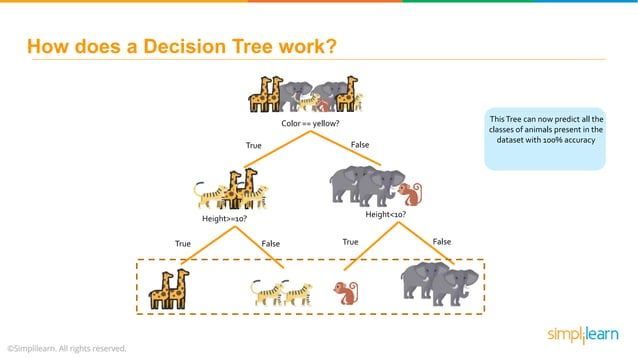 How does a Decision Tree work?
Color == yellow?
This Tree can now predict all the
classes of animals present in the
dataset with 100% accuracy
True
False
Height>=10?
Height<10?
True
False
True
False
simplilearn
©Simplilearn. All rights reserved.